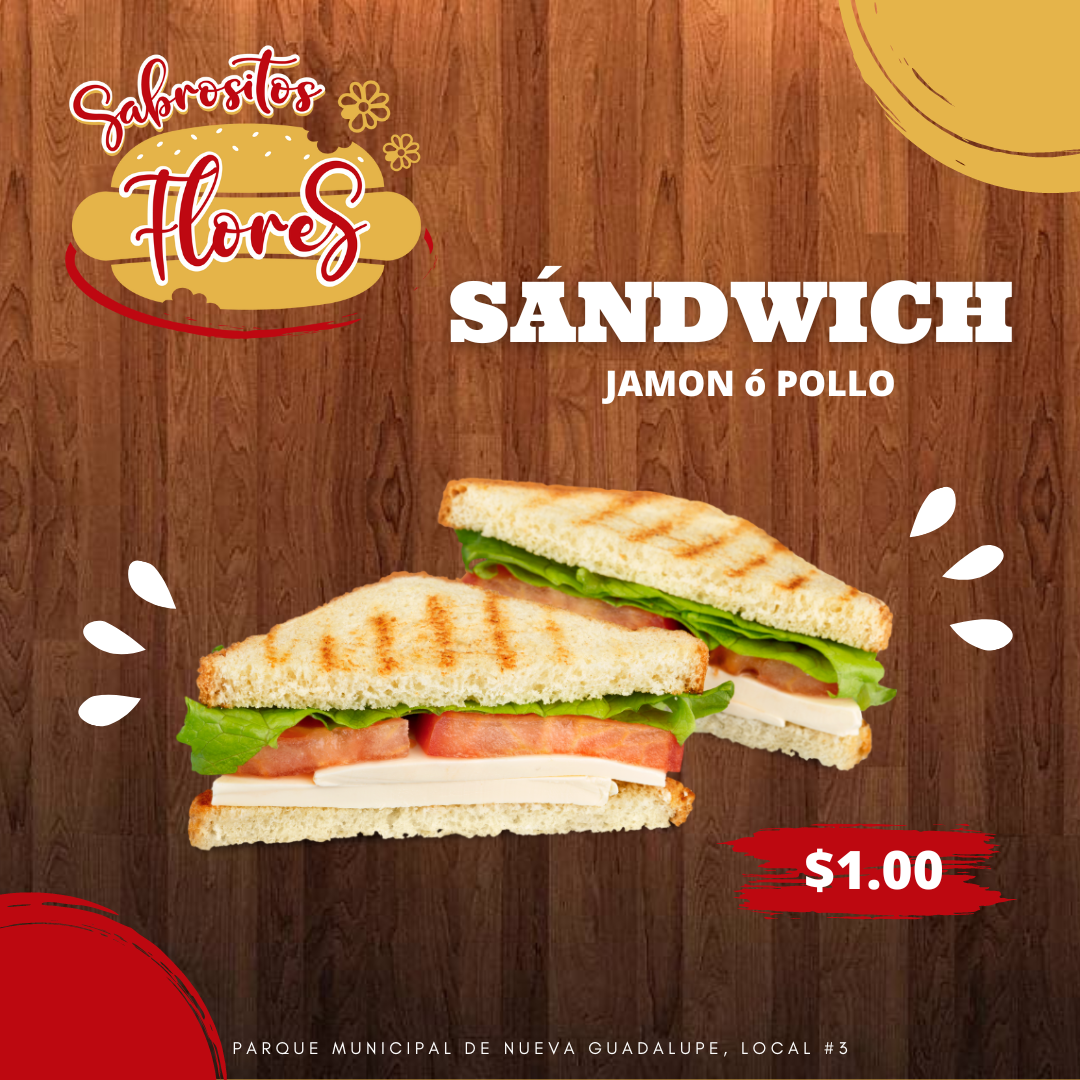 Sabrositos
FloreS
SÁNDWICH
JAMON ó POLLO
$1.00
PARQUE MUNICIPAL DE NUEVA GUADALUPE, LOCAL #3